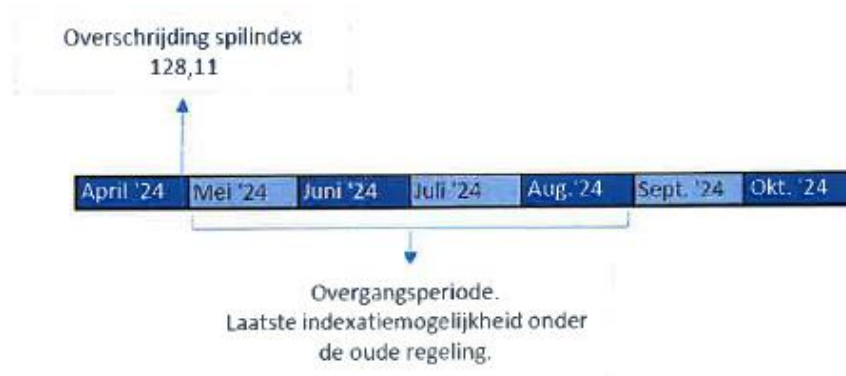 Overschrijding spilindex
128,11
April '24 Mei '24 Juni '24 Juli '24 Aug.'24 Sept. '24 Okt. '24
Overgangsperiode.
Laatste indexatiemogelijkheid onder
de oude regeling.